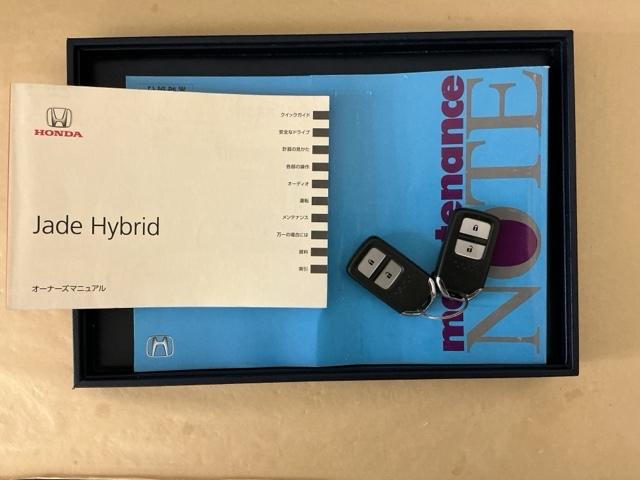 HONDA
Jade Hybrid
オーナーズマニュアル
クイックガイド
安全なドライブ
計器の見かた
各部の操作
オーディオ
運転
メンテナンス
万一の場合には
資料
索引
NOTE